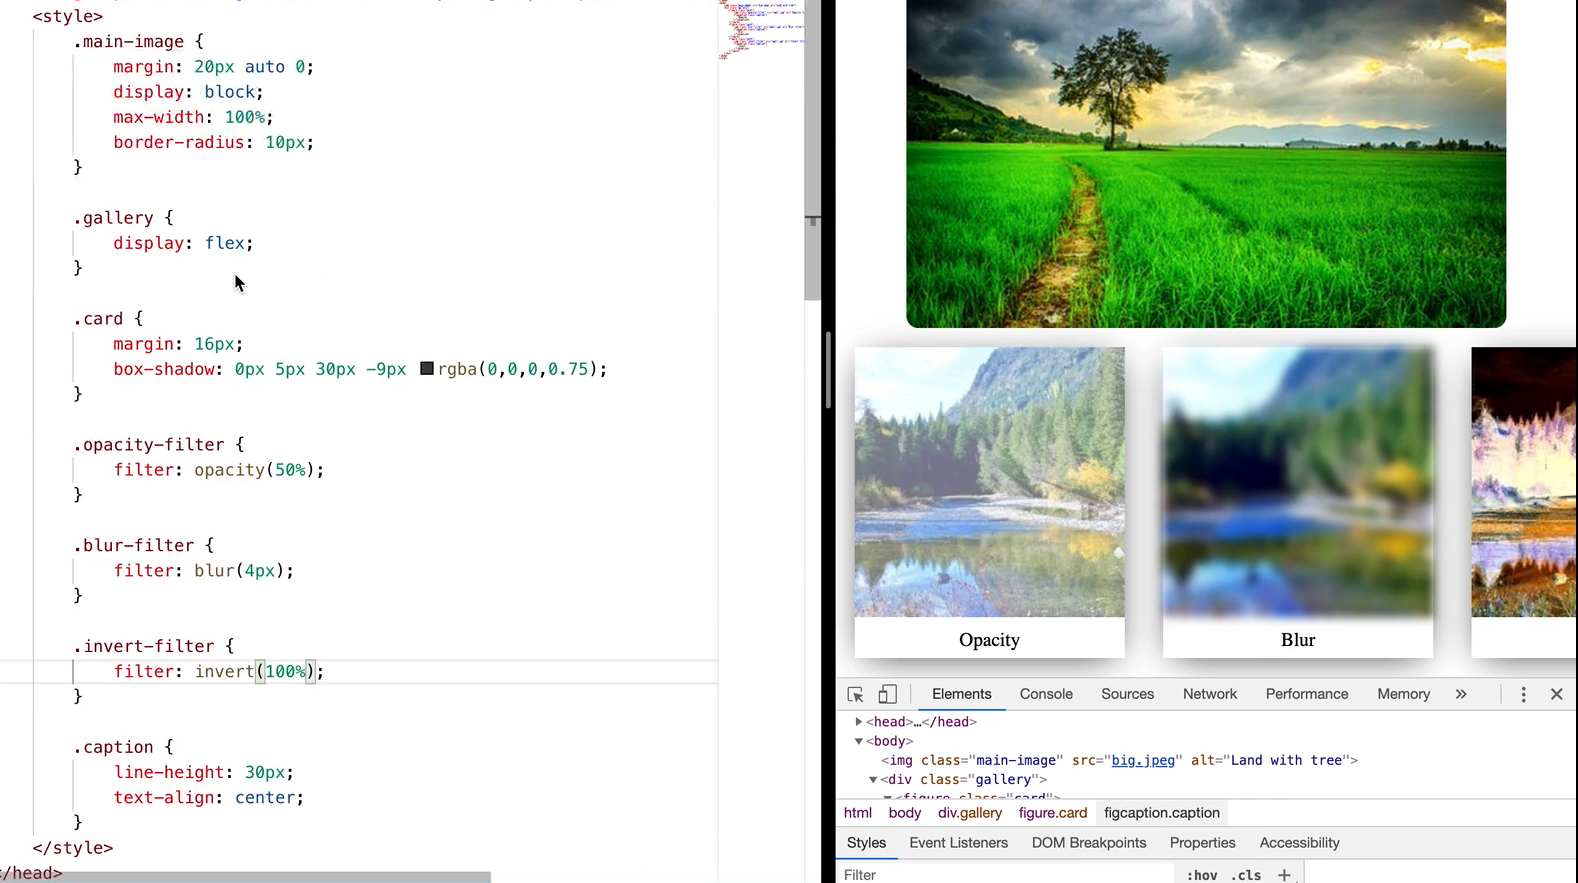 <style>
.main-image {
margin: 20px auto 0;
display: block;
max-width: 100%;
border-radius: 10px;
}
.gallery {
display: flex;
}
.card {
margin: 16px;
box-shadow: 0px 5px 30px -9px rgba(0,0,0,0.75);
}
.opacity-filter {
filter: opacity(50%);
}
.blur-filter {
filter: blur(4px);
}
.invert-filter {
filter: invert(100%);
}
.caption {
line-height: 30px;
text-align: center;
}
</style>
</head>
Opacity
Blur
Elements Console Sources Network Performance Memory »
<head>…</head>
<body>
<img class="main-image" src="big.jpeg" alt="Land with tree">
<div class="gallery">
<figure class="card">
html body div.gallery figure.card figcaption.caption
Styles Event Listeners DOM Breakpoints Properties Accessibility
Filter :hov .cls +